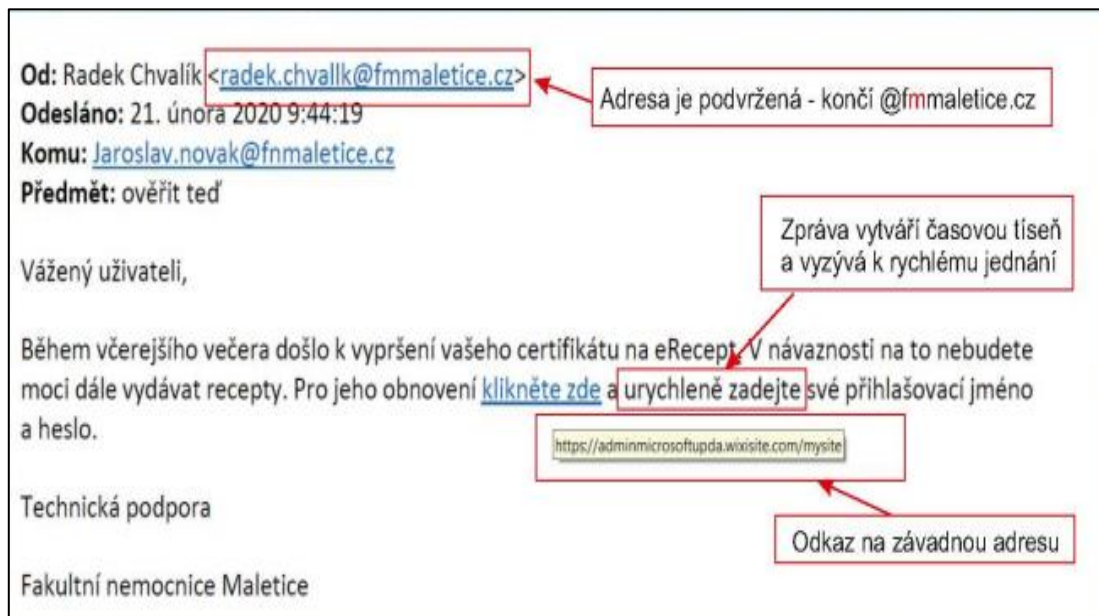 Od: Radek Chvalík <radek.chvallk@fmmaletice.cz>
Adresa je podvržená - končí @fmmaletice.cz
Odesláno: 21. února 2020 9:44:19
Komu: Jaroslav.novak@fnmaletice.cz
Předmět: ověřit teď
Zpráva vytváří časovou tíseň
a vyzývá k rychlému jednání
Vážený uživateli,
Během včerejšího večera došlo k vypršení vašeho certifikátu na eRecept. V návaznosti na to nebudete
moci dále vydávat recepty. Pro jeho obnovení klikněte zde a urychleně zadejte své přihlašovací jméno
a heslo.
https://adminmicrosoftupda.wixisite.com/mysite
Technická podpora
Odkaz na závadnou adresu
Fakultní nemocnice Maletice